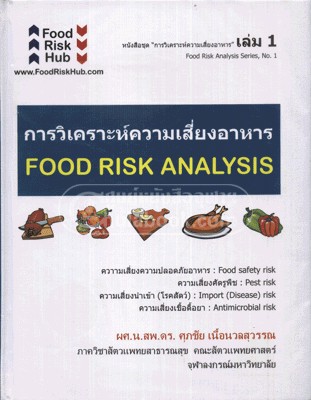 Food
Risk
Hub
www.FoodRiskHub.com
หนังสือชุด "การวิเคราะห์ความเสี่ยงอาหาร" เล่ม 1
Food Risk Analysis Series, No. 1
การวิเคราะห์ความเสี่ยงอาหาร
FOOD RISK ANALYSIS
ความเสี่ยงความปลอดภัยอาหาร : Food safety risk
ความเสี่ยงศัตรูพืช : Pest risk
ความเสี่ยงนำเข้า (โรคสัตว์) : Import (Disease) risk
ความเสี่ยงเชื้อดื้อยา : Antimicrobial risk
ผศ.น.สพ.ดร. ศุภชัย เนื้อนวลสุวรรณ
ภาควิชาสัตวแพทยสาธารณสุข คณะสัตวแพทยศาสตร์
จุฬาลงกรณ์มหาวิทยาลัย